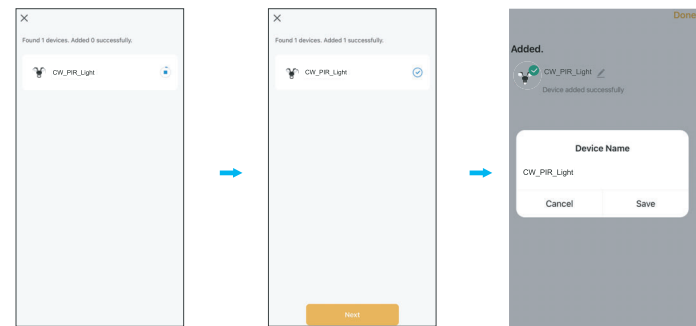 Found 1 devices. Added 0 successfully.
CW_PIR_Light
Found 1 devices. Added 1 successfully.
CW_PIR_Light
Next
Done
Added.
CW_PIR_Light
Device added successfully
Device Name
CW_PIR_Light
Cancel
Save